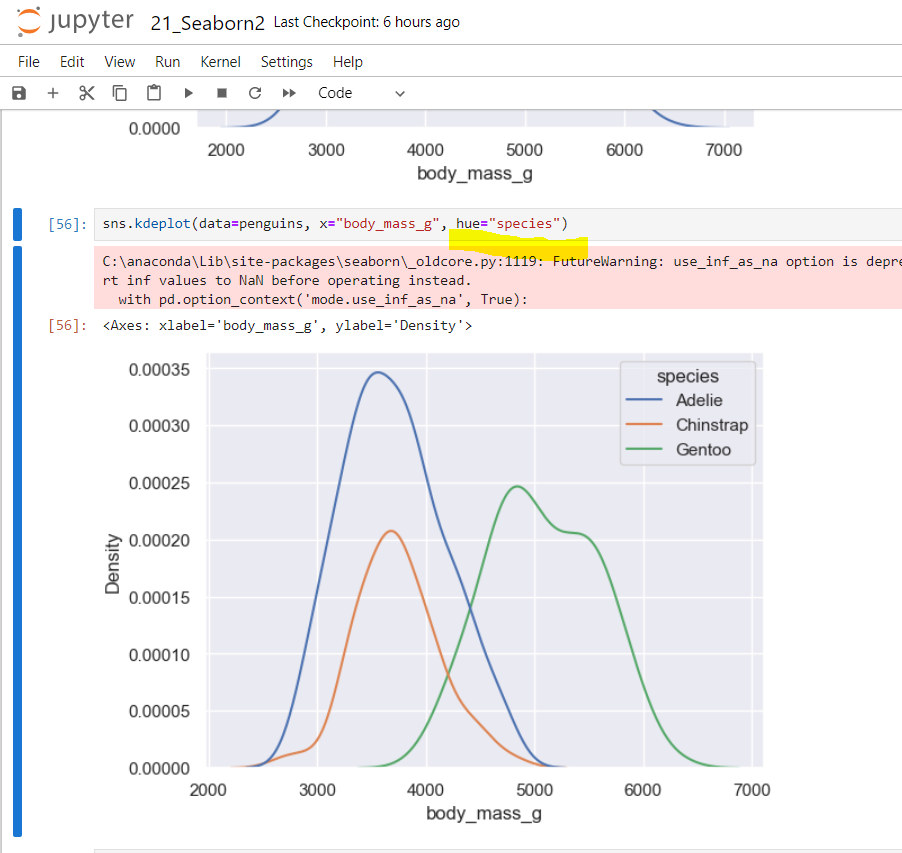 jupyter 21_Seaborn2 Last Checkpoint: 6 hours ago
File Edit View Run Kernel Settings Help
Code
0.0000
2000 3000 4000 5000 6000 7000
body_mass_g
[56]: sns.kdeplot(data=penguins, x="body_mass_g", hue="species")
C:\anaconda\Lib\site-packages\seaborn\_oldcore.py:1119: FutureWarning: use_inf_as_na option is depre
rt inf values to NaN before operating instead.
with pd.option_context('mode.use_inf_as_na', True):
[56]: <Axes: xlabel='body_mass_g', ylabel='Density'>
species
Adelie
Chinstrap
Gentoo
0.00035
0.00030
0.00025
0.00020
0.00015
0.00010
0.00005
0.00000
Density
2000 3000 4000 5000 6000 7000
body_mass_g